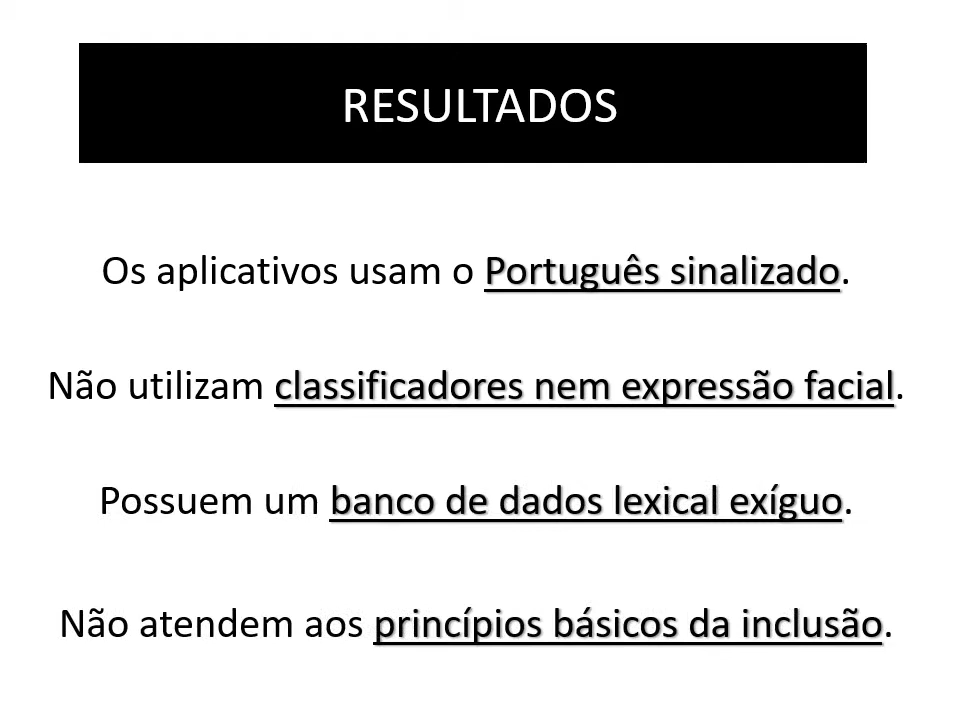 RESULTADOS
Os aplicativos usam o Português sinalizado.
Não utilizam classificadores nem expressão facial.
Possuem um banco de dados lexical exíguo.
Não atendem aos princípios básicos da inclusão.